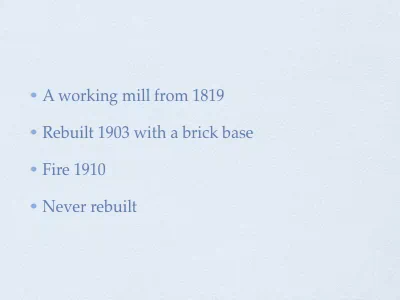 • A working mill from 1819
• Rebuilt 1903 with a brick base
• Fire 1910
• Never rebuilt